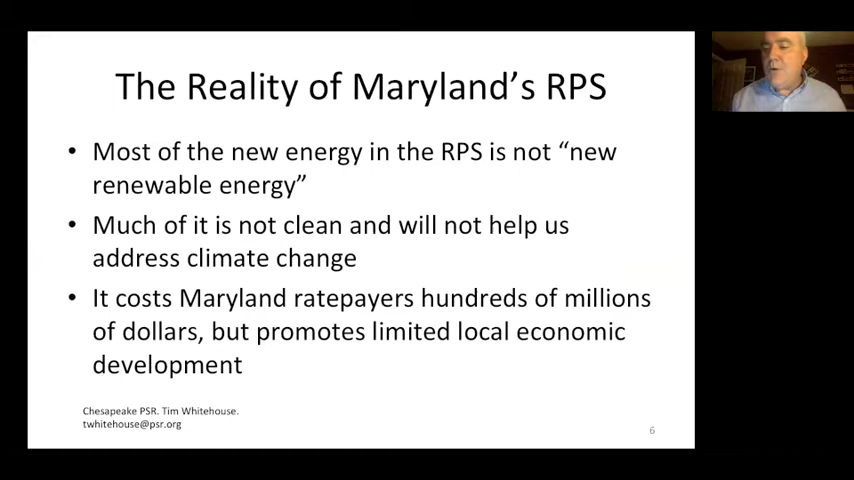 The Reality of Maryland's RPS
• Most of the new energy in the RPS is not “new
renewable energy”
• Much of it is not clean and will not help us
address climate change
• It costs Maryland ratepayers hundreds of millions
of dollars, but promotes limited local economic
development
Chesapeake PSR. Tim Whitehouse.
twhitehouse@psr.org
6